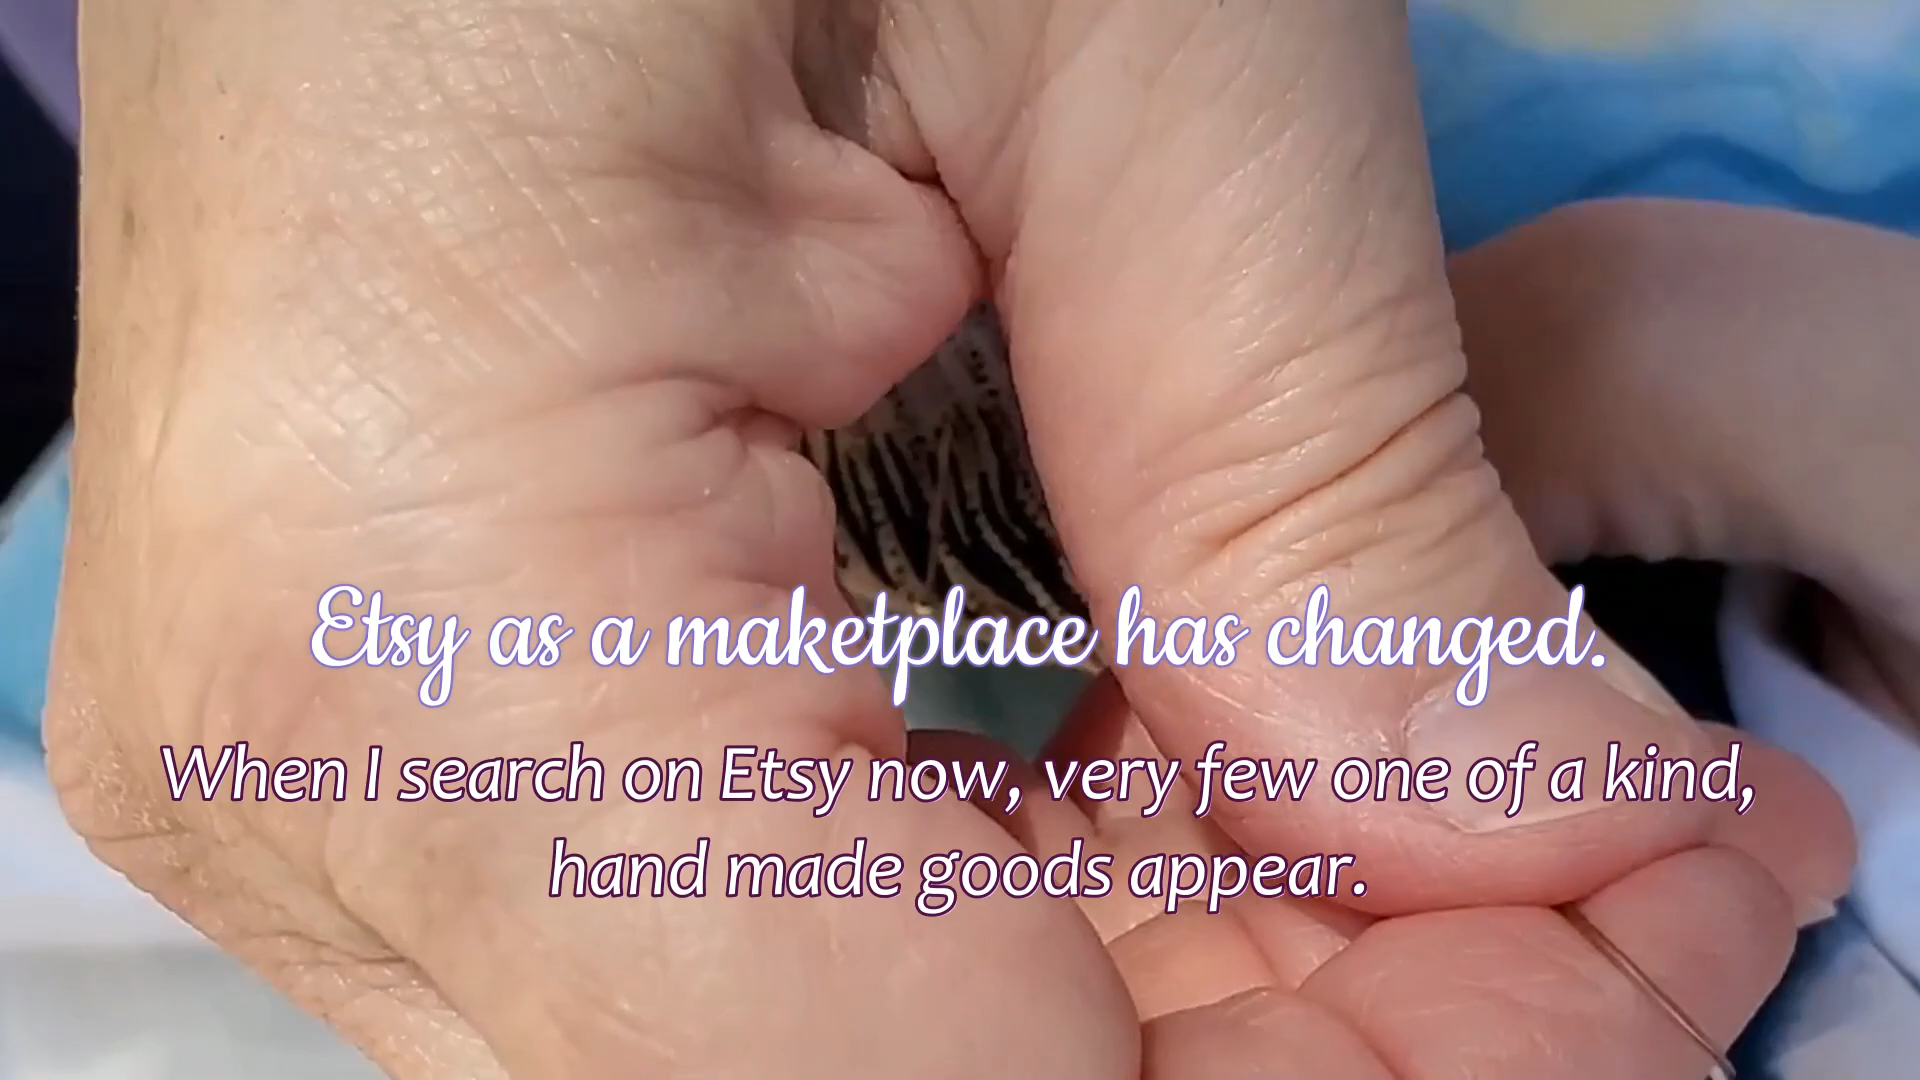 Etsy as a maketplace has changed.
When I search on Etsy now, very few one of a kind,
hand made goods appear.